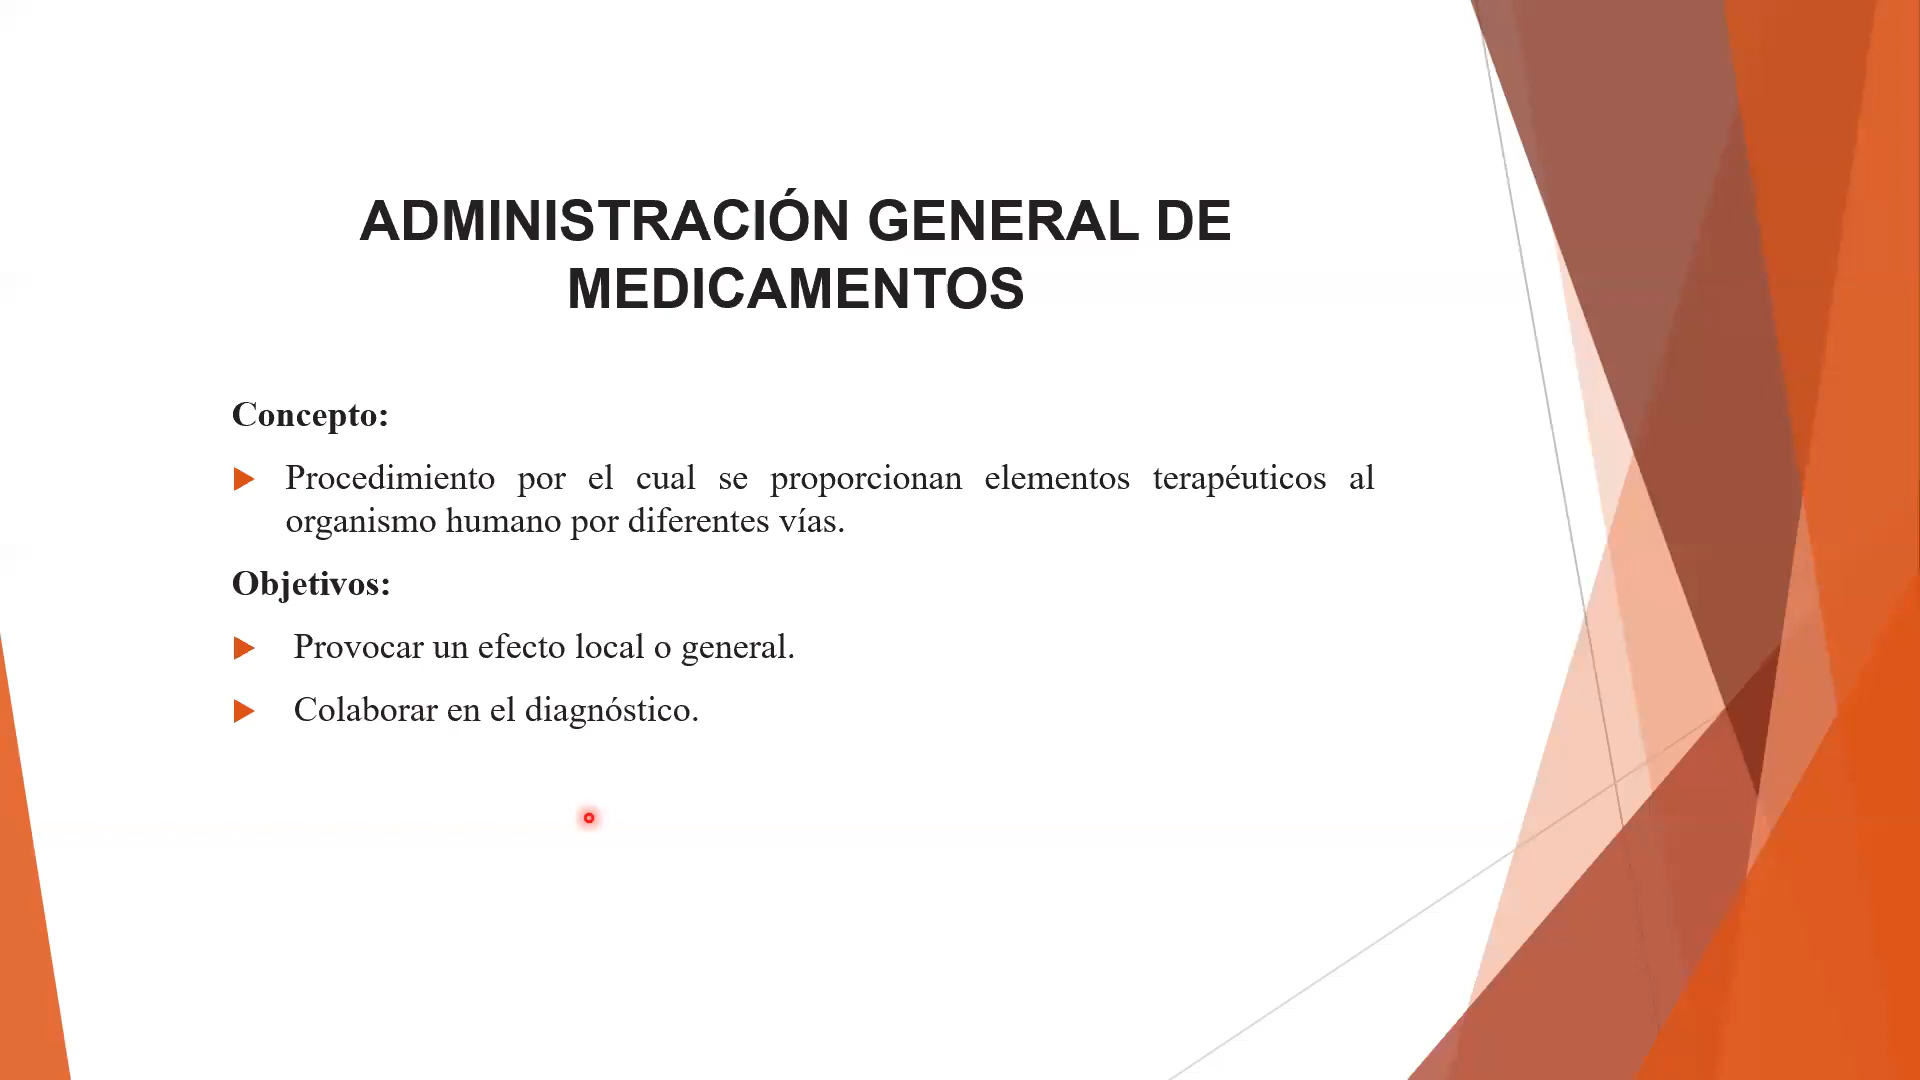 ADMINISTRACIÓN GENERAL DE
MEDICAMENTOS
Concepto:
Procedimiento por el cual se proporcionan elementos terapéuticos al
organismo humano por diferentes vías.
Objetivos:
Provocar un efecto local o general.
Colaborar en el diagnóstico.